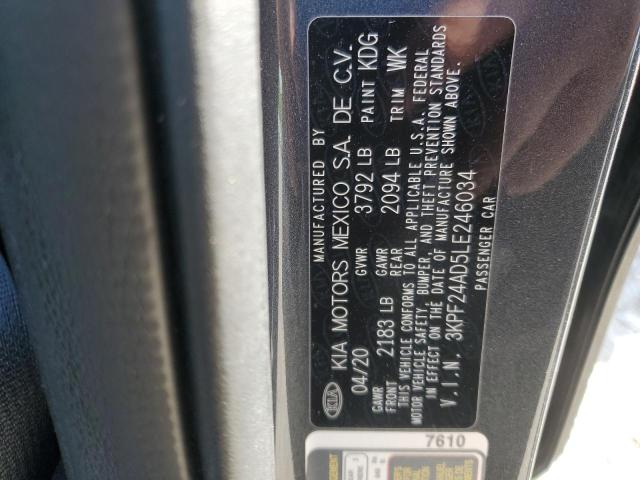 MANUFACTURED BY
KIA KIA MOTORS MEXICO S.A. DE C.V.
04/20 GVWR 3792 LB PAINT KDG
GAWR FRONT 2183 LB GAWR REAR 2094 LB TRIM WK
THIS VEHICLE CONFORMS TO ALL APPLICABLE U.S.A. FEDERAL
MOTOR VEHICLE SAFETY, BUMPER, AND THEFT PREVENTION STANDARDS
IN EFFECT ON THE DATE OF MANUFACTURE SHOWN ABOVE.
V.I.N. 3KPF24AD5LE246034
PASSENGER CAR
7610